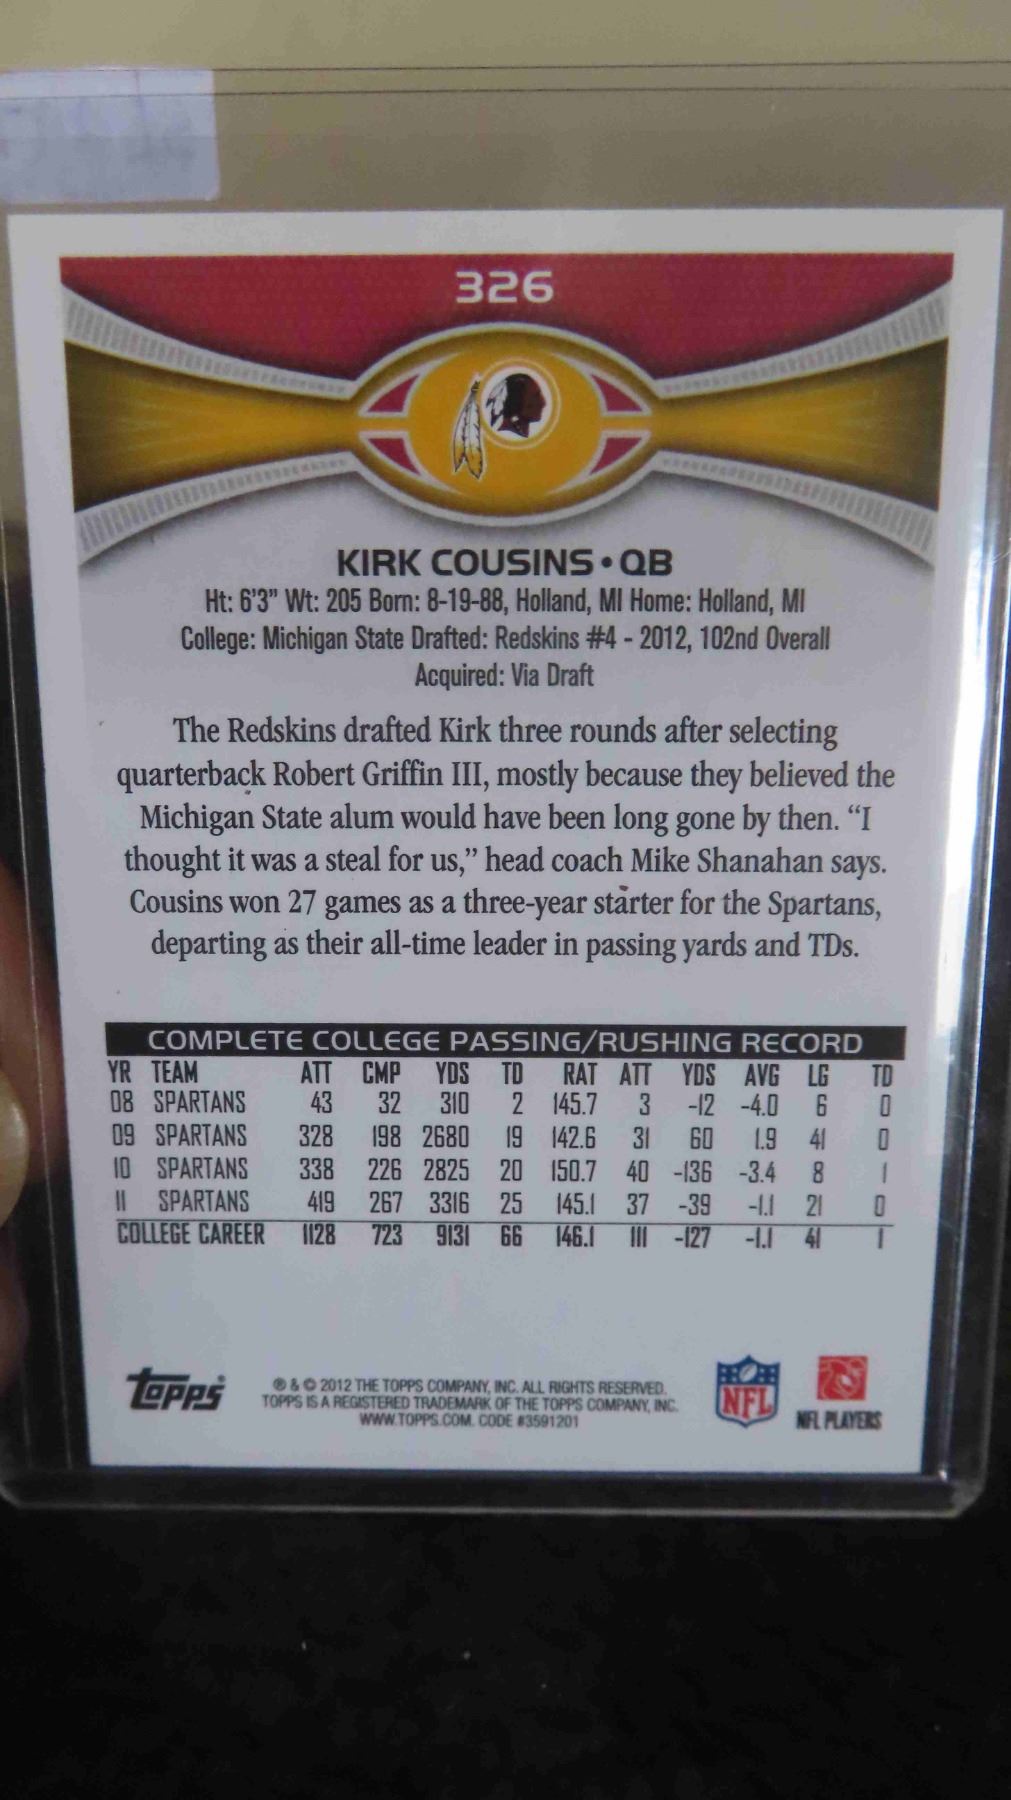 326
KIRK COUSINS • QB
Ht: 6'3" Wt: 205 Born: 8-19-88, Holland, MI Home: Holland, MI
College: Michigan State Drafted: Redskins #4 - 2012, 102nd Overall
Acquired: Via Draft
The Redskins drafted Kirk three rounds after selecting
quarterback Robert Griffin III, mostly because they believed the
Michigan State alum would have been long gone by then. “I
thought it was a steal for us,” head coach Mike Shanahan says.
Cousins won 27 games as a three-year starter for the Spartans,
departing as their all-time leader in passing yards and TDs.
COMPLETE COLLEGE PASSING/RUSHING RECORD
YR TEAM ATT CMP YDS TD RAT ATT YDS AVG LG TD
08 SPARTANS 43 32 310 2 145.7 3 -12 -4.0 6 0
09 SPARTANS 328 198 2680 19 142.6 31 60 1.9 41 0
10 SPARTANS 338 226 2825 20 150.7 40 -136 -3.4 8 1
11 SPARTANS 419 267 3316 25 145.1 37 -39 -1.1 21 0
COLLEGE CAREER 1128 723 9131 66 146.1 111 -127 -1.1 41 1
topps
® & © 2012 THE TOPPS COMPANY, INC. ALL RIGHTS RESERVED.
TOPPS IS A REGISTERED TRADEMARK OF THE TOPPS COMPANY, INC.
WWW.TOPPS.COM. CODE #3591201
NFL
NFL PLAYERS